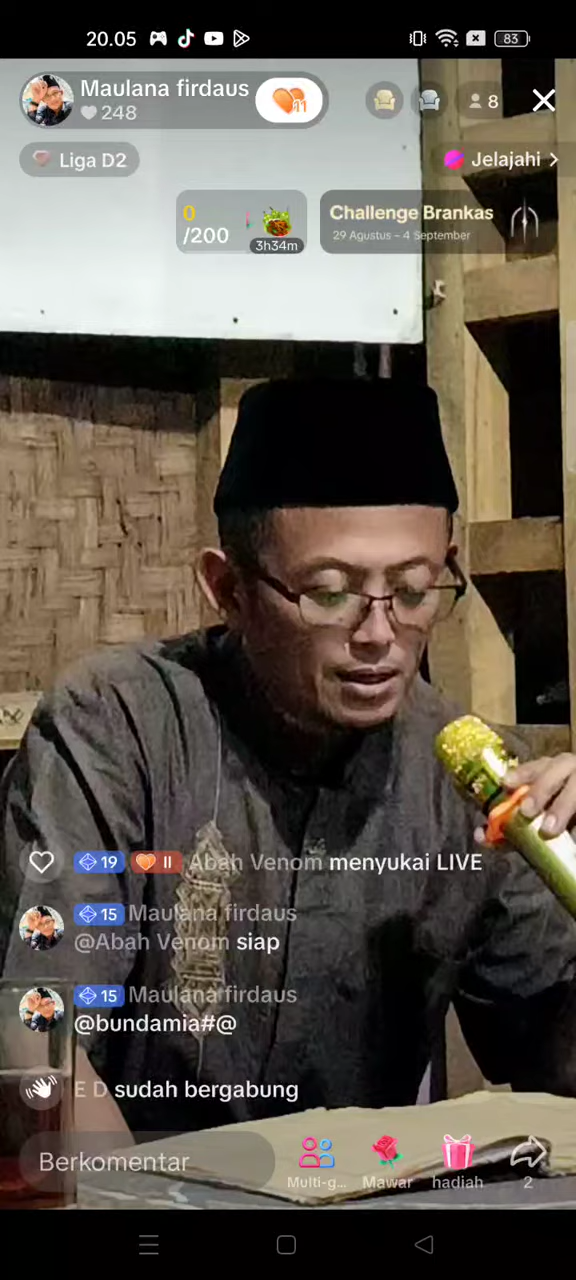 20.05
83
Maulana firdaus
248
11
8
Liga D2
Jelajahi >
0
/200
3h34m
Challenge Brankas
29 Agustus - 4 September
19 II Abah Venom menyukai LIVE
15 Maulana firdaus
@Abah Venom siap
15 Maulana firdaus
@bundamia#@
E D sudah bergabung
Berkomentar
Multi-g...
Mawar
hadiah
2